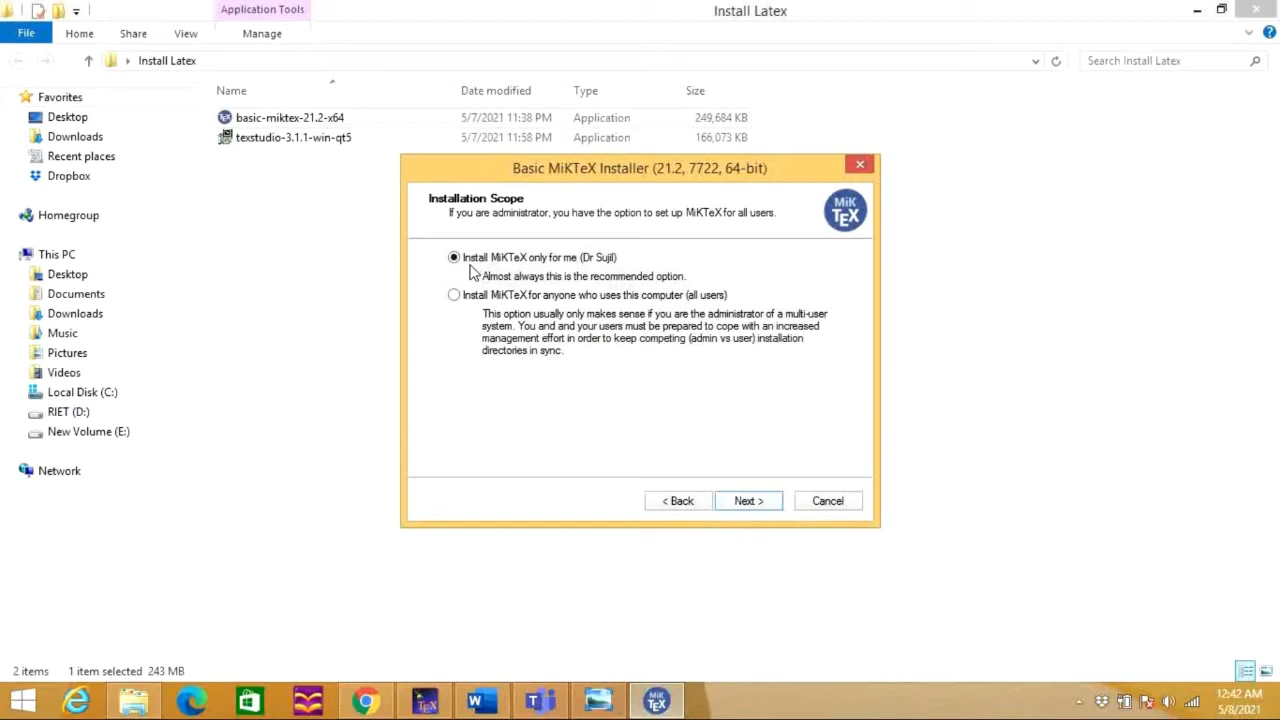 Application Tools
Install Latex
File
Home
Share
View
Manage
Install Latex
Search Install Latex
Name
Date modified
Type
Size
Favorites
Desktop
Downloads
Recent places
Dropbox
Homegroup
This PC
Desktop
Documents
Downloads
Music
Pictures
Videos
Local Disk (C:)
RIET (D:)
New Volume (E:)
Network
basic-miktex-21.2-x64
5/7/2021 11:38 PM
Application
249,684 KB
texstudio-3.1.1-win-qt5
5/7/2021 11:58 PM
Application
166,073 KB
Basic MiKTeX Installer (21.2, 7722, 64-bit)
Installation Scope
If you are administrator, you have the option to set up MiKTeX for all users.
MiK
TEX
Install MiKTeX only for me (Dr Sujil)
Almost always this is the recommended option.
Install MiKTeX for anyone who uses this computer (all users)
This option usually only makes sense if you are the administrator of a multi-user
system. You and and your users must be prepared to cope with an increased
management effort in order to keep competing (admin vs user) installation
directories in sync.
< Back
Next >
Cancel
2 items
1 item selected 243 MB
TEX
MiK
TEX
12:42 AM
5/8/2021